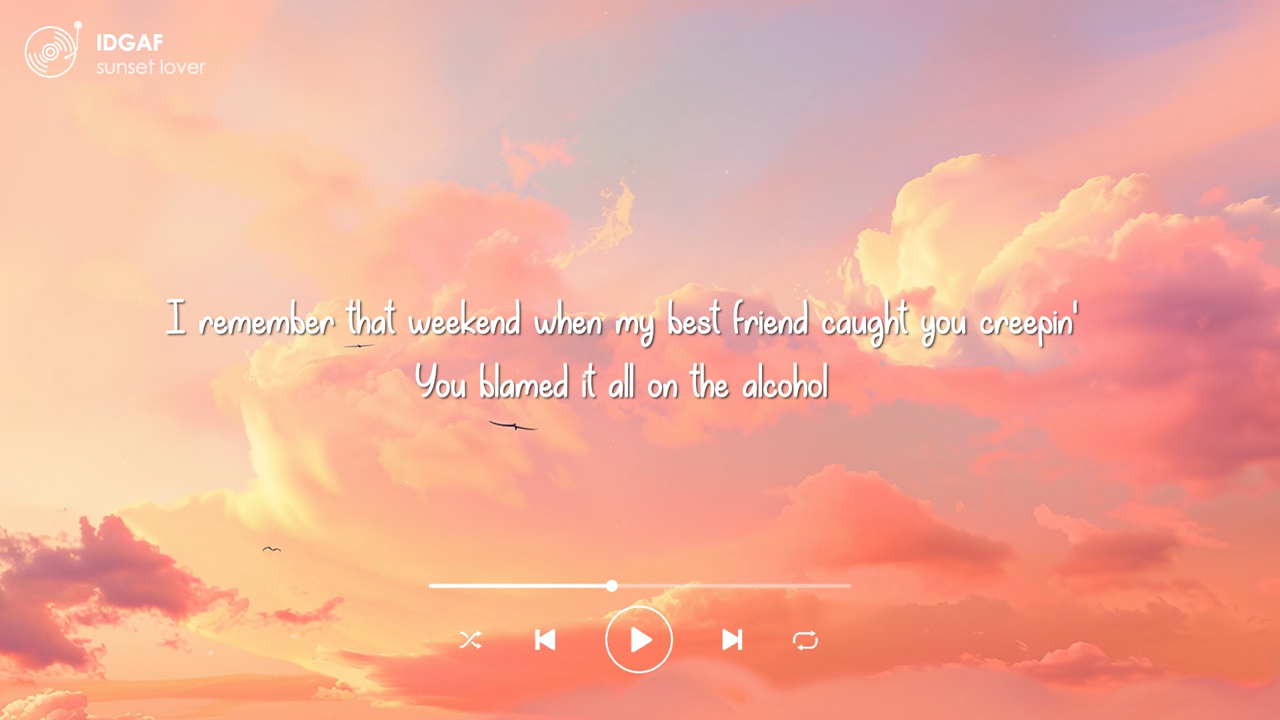 IDGAF
sunset lover
I remember that weekend when my best friend caught you creepin'
You blamed it all on the alcohol